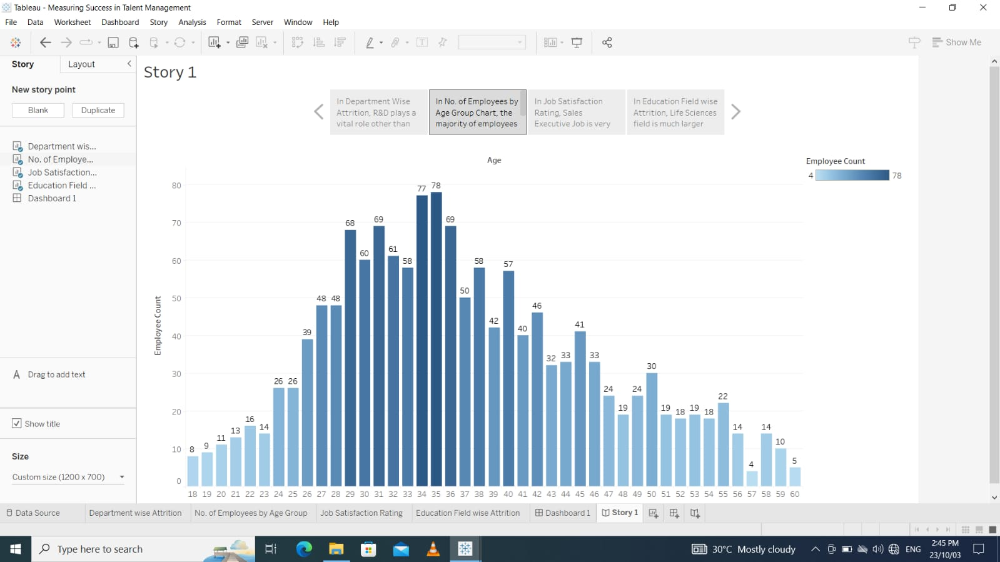 Tableau - Measuring Success in Talent Management
File Data Worksheet Dashboard Story Analysis Format Server Window Help
Show Me
Story Layout
New story point
Blank Duplicate
Department wis...
No. of Employe...
Job Satisfaction...
Education Field ...
Dashboard 1
A Drag to add text
Show title
Size
Custom size (1200 x 700)
Story 1
In Department Wise
Attrition, R&D plays a
vital role other than
In No. of Employees by
Age Group Chart, the
majority of employees
In Job Satisfaction
Rating, Sales
Executive Job is very
In Education Field wise
Attrition, Life Sciences
field is much larger
Age
Employee Count
4 78
Employee Count
80
70
60
50
40
30
20
10
0
8 9 11 13 16 14 26 26 39 48 48 68 60 69 61 58 77 78 69 50 58 42 57 40 46 32 33 41 33 24 19 24 30 19 18 19 18 22 14 4 14 10 5
18 19 20 21 22 23 24 25 26 27 28 29 30 31 32 33 34 35 36 37 38 39 40 41 42 43 44 45 46 47 48 49 50 51 52 53 54 55 56 57 58 59 60
Data Source Department wise Attrition No. of Employees by Age Group Job Satisfaction Rating Education Field wise Attrition Dashboard 1 Story 1
Type here to search
30°C Mostly cloudy
ENG
2:45 PM
23/10/03